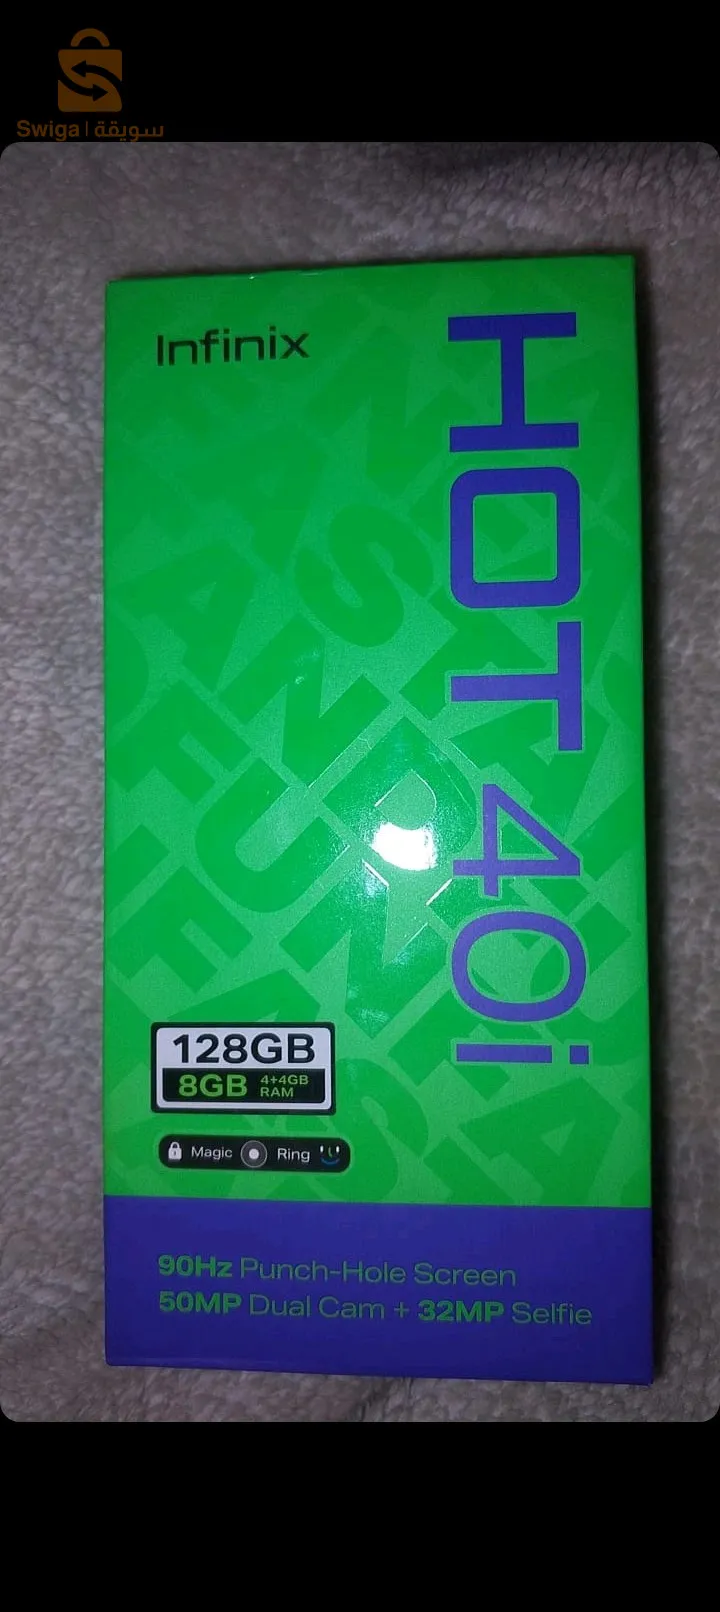 Swiga | سويقة
Infinix
HOT 40i
128GB
8GB 4+4GB RAM
Magic Ring
90Hz Punch-Hole Screen
50MP Dual Cam + 32MP Selfie